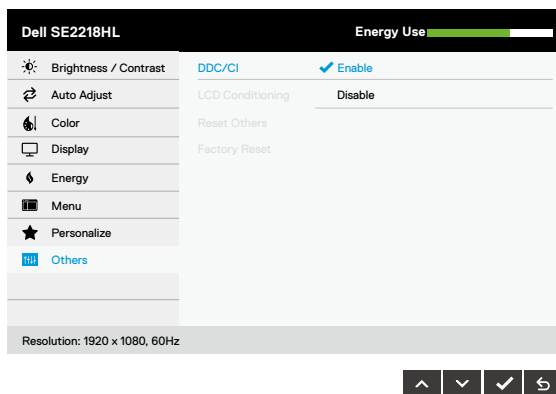 Dell SE2218HL Energy Use
Brightness / Contrast DDC/CI Enable
Auto Adjust LCD Conditioning Disable
Color Reset Others
Display Factory Reset
Energy
Menu
Personalize
Others
Resolution: 1920 x 1080, 60Hz